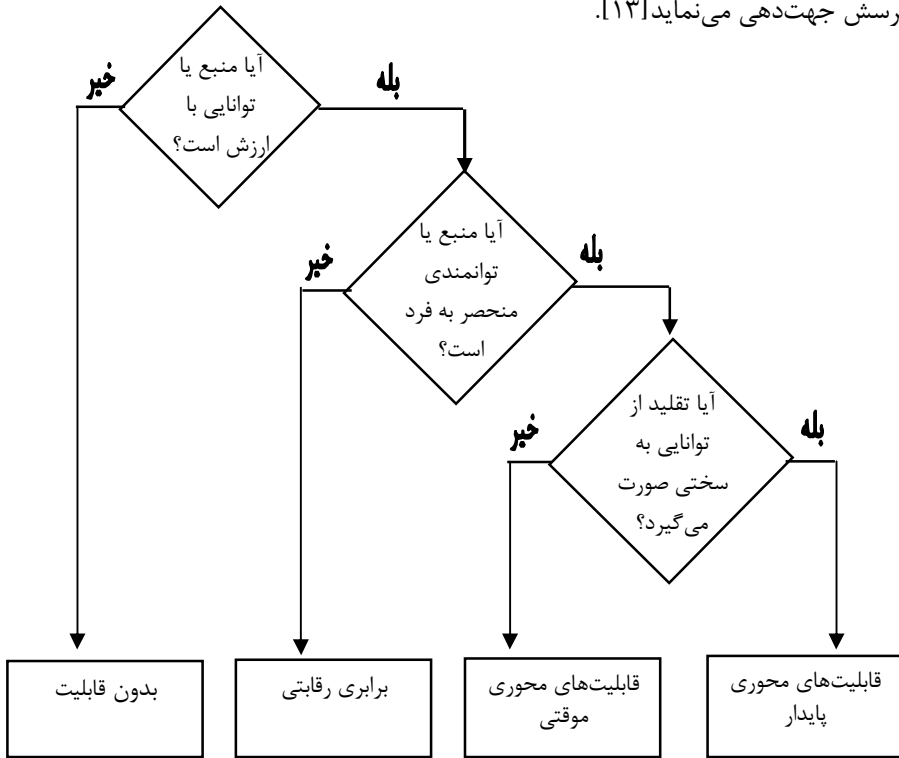 رسش جهت‌دهی می‌نماید[۱۳].
آیا منبع یا
توانایی با
ارزش است؟
بله
خیر
آیا منبع یا
توانمندی
منحصر به فرد
است؟
بله
خیر
آیا تقلید از
توانایی به
سختی صورت
می‌گیرد؟
بله
خیر
قابلیت‌های محوری
پایدار
قابلیت‌های محوری
موقتی
برابری رقابتی
بدون قابلیت